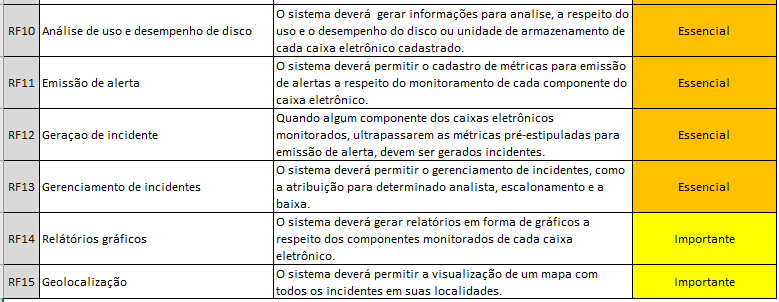 RF10 Análise de uso e desempenho de disco O sistema deverá  gerar informações para analise, a respeito do uso e o desempenho do disco ou unidade de armazenamento de cada caixa eletrônico cadastrado. Essencial
RF11 Emissão de alerta O sistema deverá permitir o cadastro de métricas para emissão de alertas a respeito do monitoramento de cada componente do caixa eletrônico. Essencial
RF12 Geraçao de incidente Quando algum componente dos caixas eletrônicos monitorados, ultrapassarem as métricas pré-estipuladas para emissão de alerta, devem ser gerados incidentes. Essencial
RF13 Gerenciamento de incidentes O sistema deverá permitir o gerenciamento de incidentes, como a atribuição para determinado analista, escalonamento e a baixa. Essencial
RF14 Relátórios gráficos O sistema deverá gerar relatórios em forma de gráficos a respeito dos componentes monitorados de cada caixa eletrônico. Importante
RF15 Geolocalização O sistema deverá permitir a visualização de um mapa com todos os incidentes em suas localidades. Importante